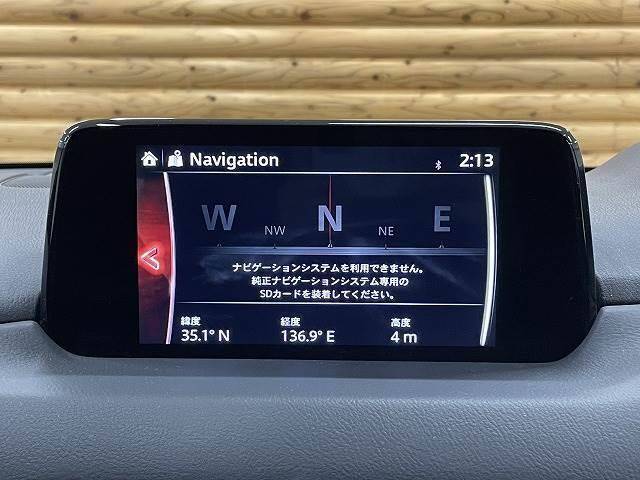 Navigation 2:13
W NW N NE E
ナビゲーションシステムを利用できません。
純正ナビゲーションシステム専用の
SDカードを装着してください。
緯度 経度 高度
35.1° N 136.9° E 4 m